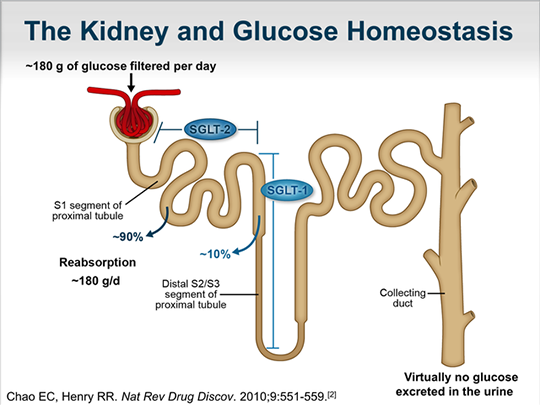 The Kidney and Glucose Homeostasis
~180 g of glucose filtered per day
SGLT-2
SGLT-1
S1 segment of
proximal tubule
~90%
~10%
Reabsorption
~180 g/d
Distal S2/S3
segment of
proximal tubule
Collecting
duct
Virtually no glucose
excreted in the urine
Chao EC, Henry RR. Nat Rev Drug Discov. 2010;9:551-559.[2]